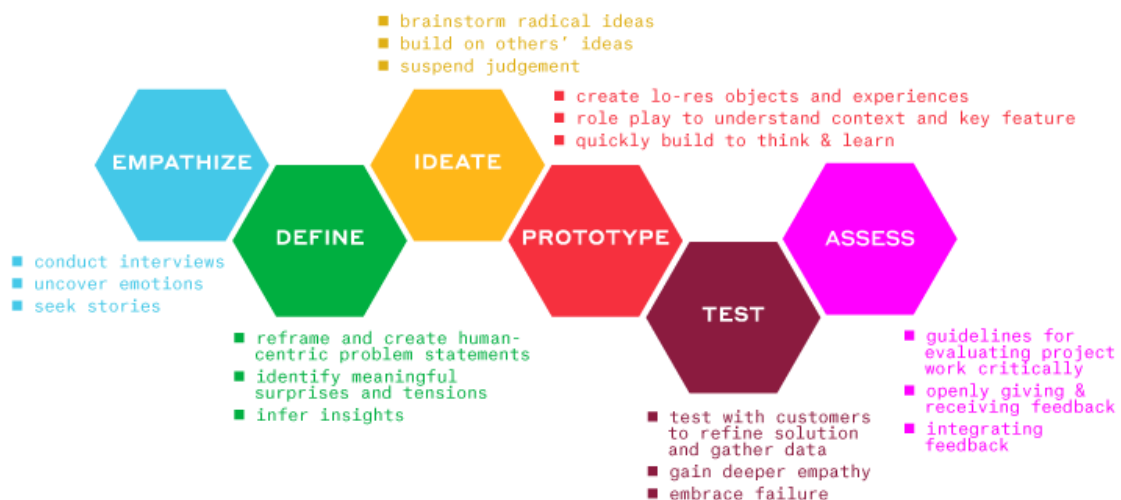 EMPATHIZE
■ conduct interviews
■ uncover emotions
■ seek stories
DEFINE
■ reframe and create human-
centric problem statements
■ identify meaningful
surprises and tensions
■ infer insights
IDEATE
■ brainstorm radical ideas
■ build on others’ ideas
■ suspend judgement
PROTOTYPE
■ create lo-res objects and experiences
■ role play to understand context and key feature
■ quickly build to think & learn
TEST
■ test with customers
to refine solution
and gather data
■ gain deeper empathy
■ embrace failure
ASSESS
■ guidelines for
evaluating project
work critically
■ openly giving &
receiving feedback
■ integrating
feedback